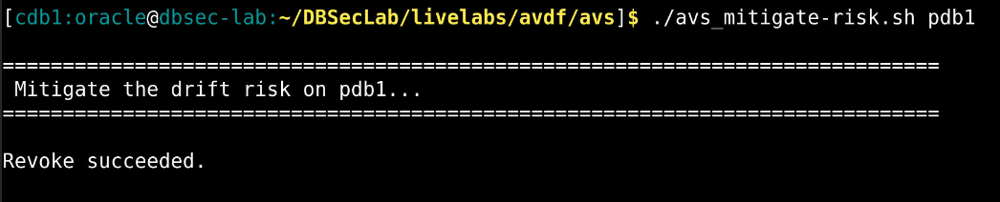 [cdb1:oracle@dbsec-lab:~/DBSecLab/livelabs/avdf/avs]$ ./avs_mitigate-risk.sh pdb1
==============================================================================
Mitigate the drift risk on pdb1...
==============================================================================
Revoke succeeded.